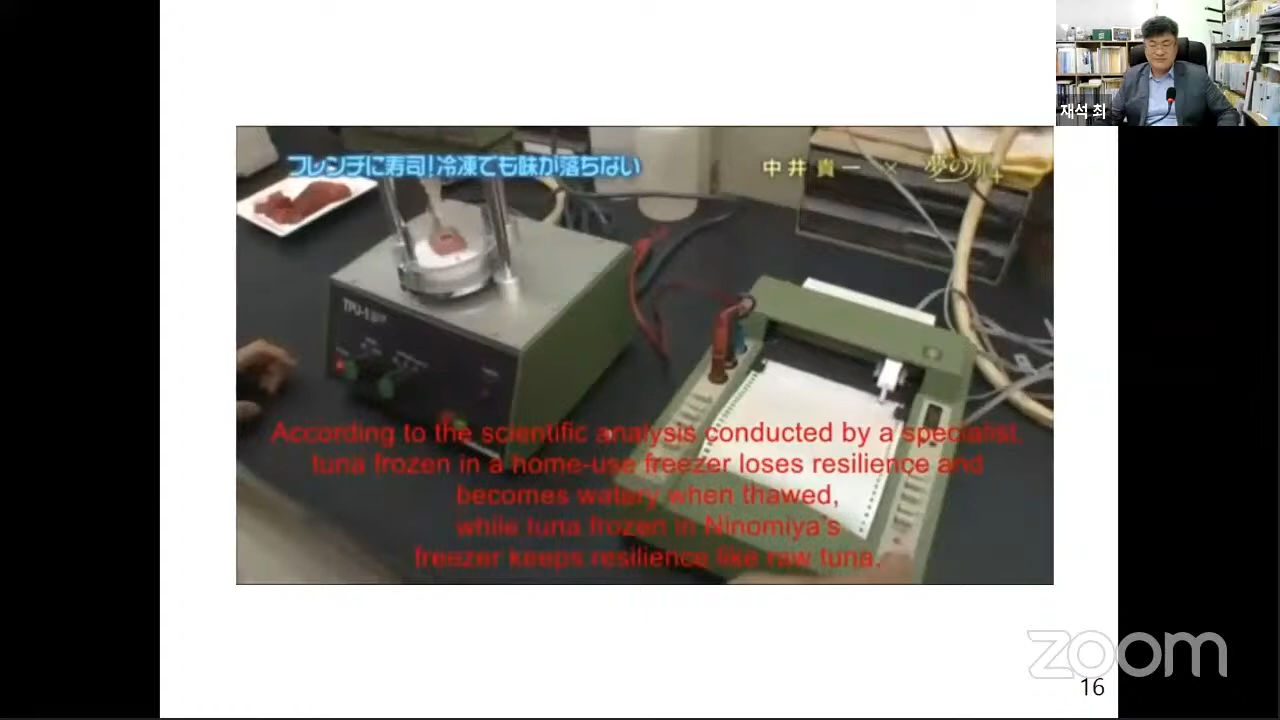 재석 최
フレンチに寿司!冷凍でも味が落ちない
中井貴一 × 夢の
According to the scientific analysis conducted by a specialist,
tuna frozen in a home-use freezer loses resilience and
becomes watery when thawed,
while tuna frozen in Ninomiya's
freezer keeps resilience like raw tuna.
zoom
16